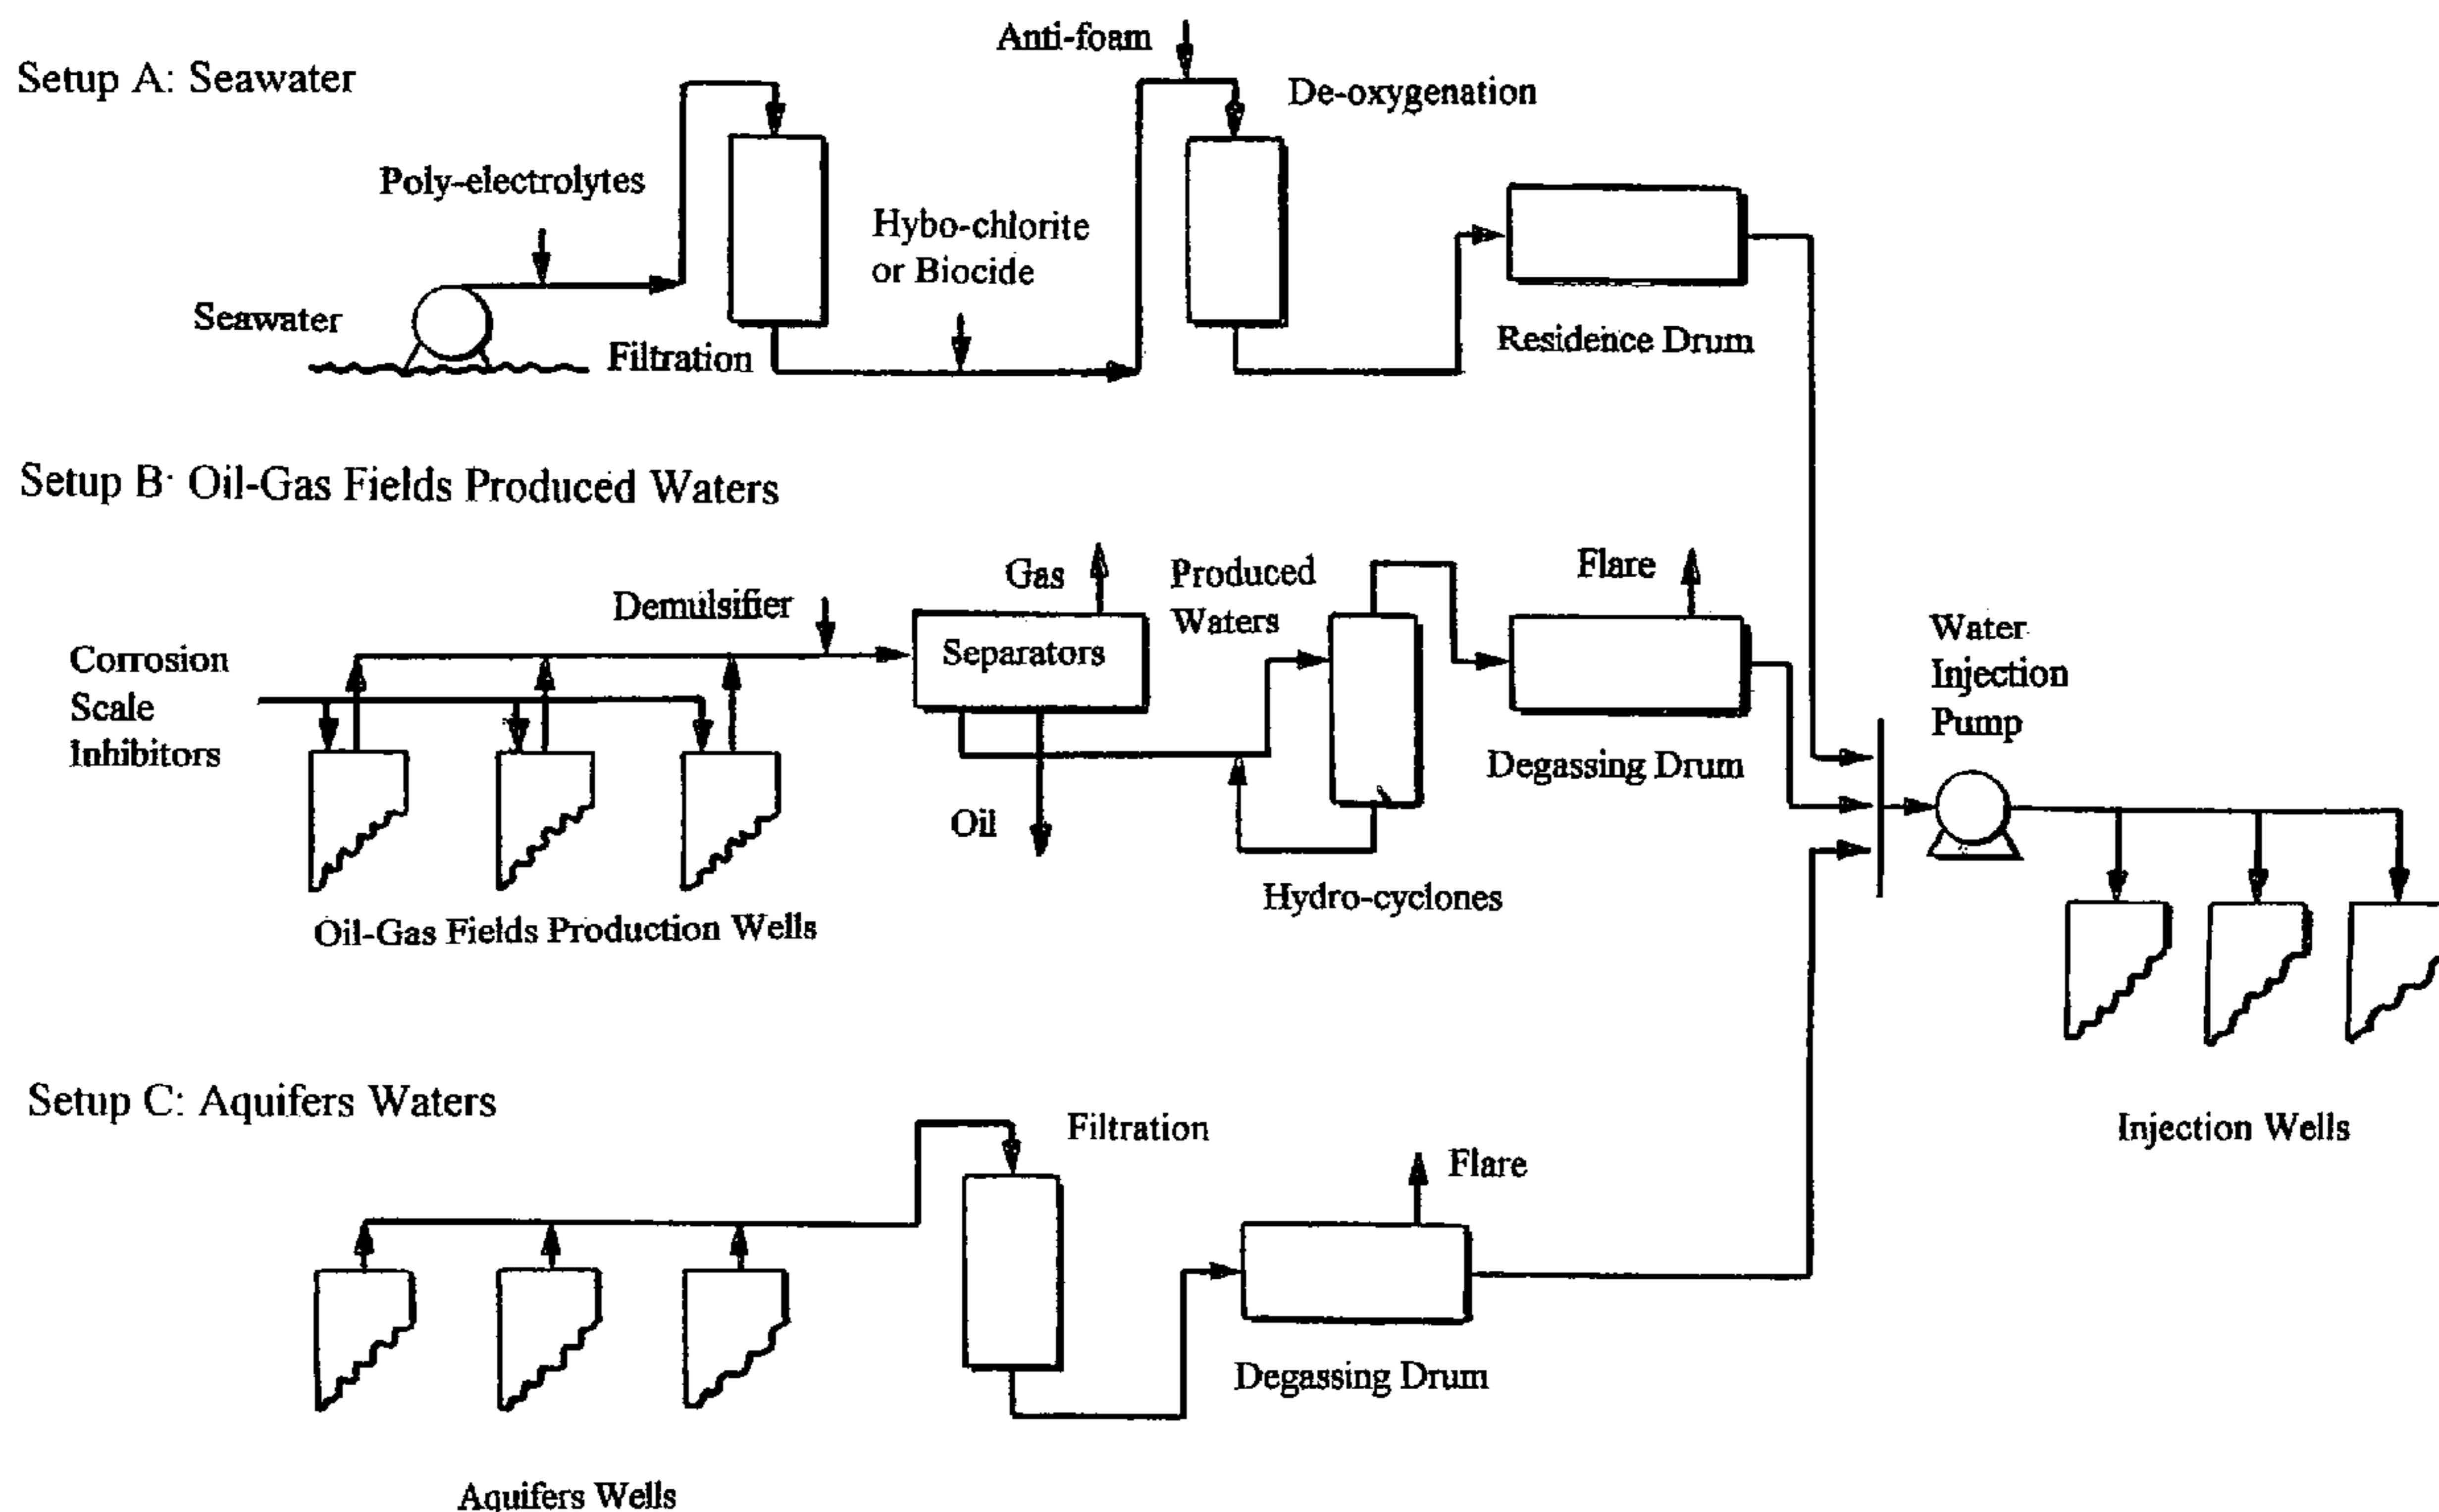 Setup A: Seawater
Anti-foam
De-oxygenation
Poly-electrolytes
Hybo-chlorite
or Biocide
Seawater
Filtration
Residence Drum
Setup B: Oil-Gas Fields Produced Waters
Gas
Produced
Waters
Flare
Demulsifier
Corrosion
Scale
Inhibitors
Separators
Water
Injection
Pump
Degassing Drum
Oil
Hydro-cyclones
Oil-Gas Fields Production Wells
Setup C: Aquifers Waters
Filtration
Injection Wells
Flare
Degassing Drum
Aquifers Wells